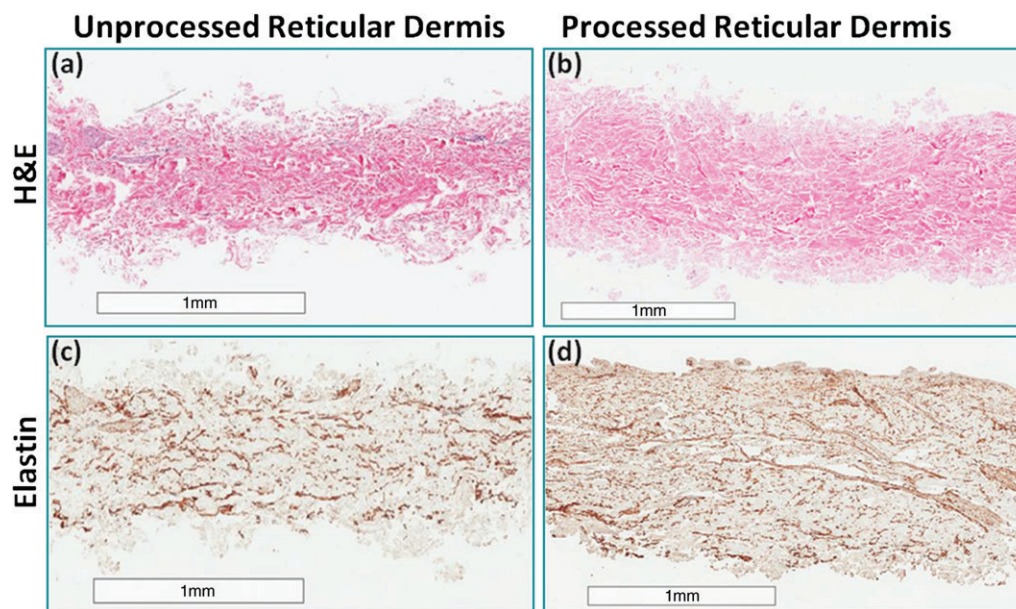 Unprocessed Reticular Dermis
Processed Reticular Dermis
H&E
(a)
1mm
(b)
1mm
Elastin
(c)
1mm
(d)
1mm